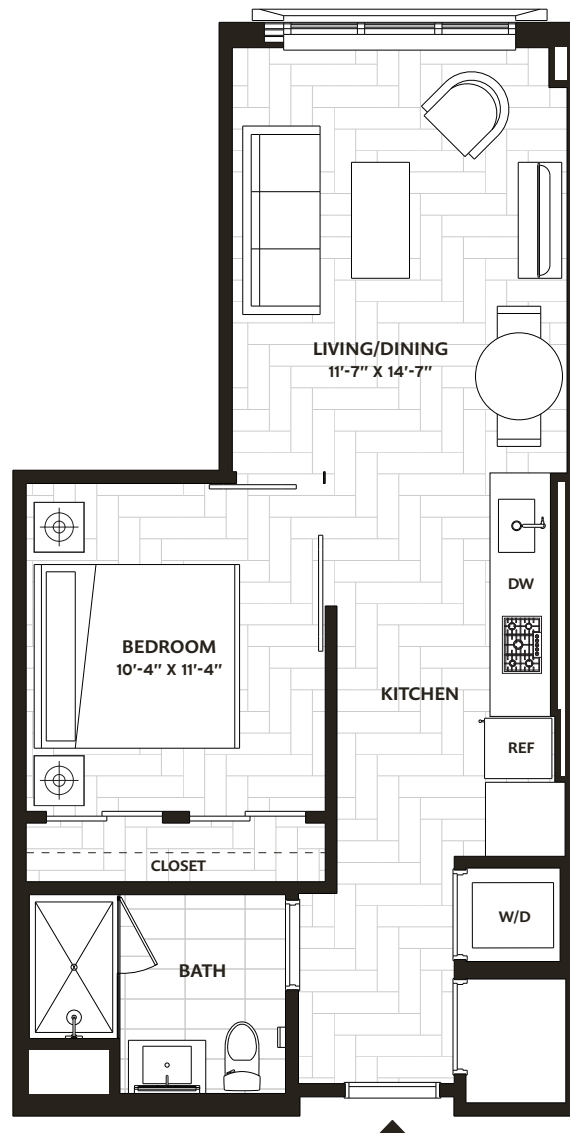 LIVING/DINING
11'-7" X 14'-7"
DW
BEDROOM
10'-4" X 11'-4"
KITCHEN
REF
CLOSET
W/D
BATH